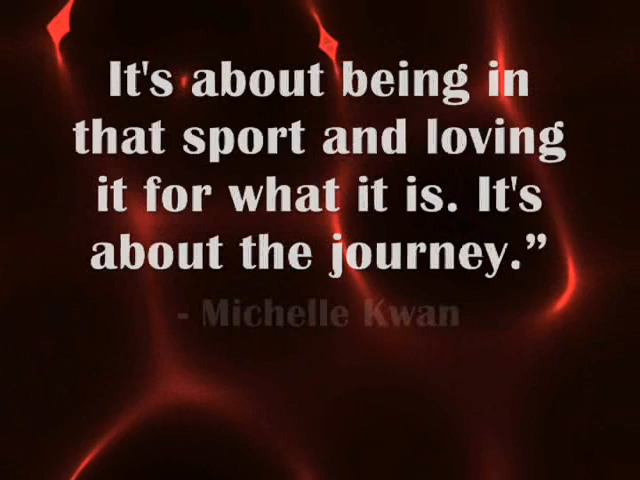 It's about being in
that sport and loving
it for what it is. It's
about the journey.”
- Michelle Kwan